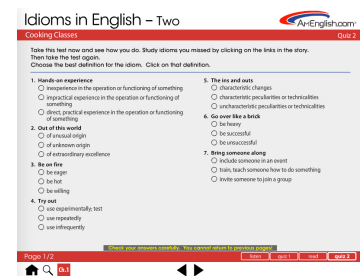 Idioms in English – Two
AmEnglish.com
Cooking Classes
Quiz 2
Take this test now and see how you do. Study idioms you missed by clicking on the links in the story.
Then take the test again.
Choose the best definition for the idiom. Click on that definition.
1. Hands-on experience
inexperience in the operation or functioning of something
impractical experience in the operation or functioning of
something
direct, practical experience in the operation or functioning
of something
2. Out of this world
of unusual origin
of unknown origin
of extraordinary excellence
3. Be on fire
be eager
be hot
be willing
4. Try out
use experimentally; test
use repeatedly
use infrequently
5. The ins and outs
characteristic changes
characteristic peculiarities or technicalities
uncharacteristic peculiarities or technicalities
6. Go over like a brick
be heavy
be successful
be unsuccessful
7. Bring someone along
include someone in an event
train, teach someone how to do something
invite someone to join a group
Check your answers carefully. You cannot return to previous pages!
Page 1/2
listen
quiz 1
read
quiz 2
Ch.1